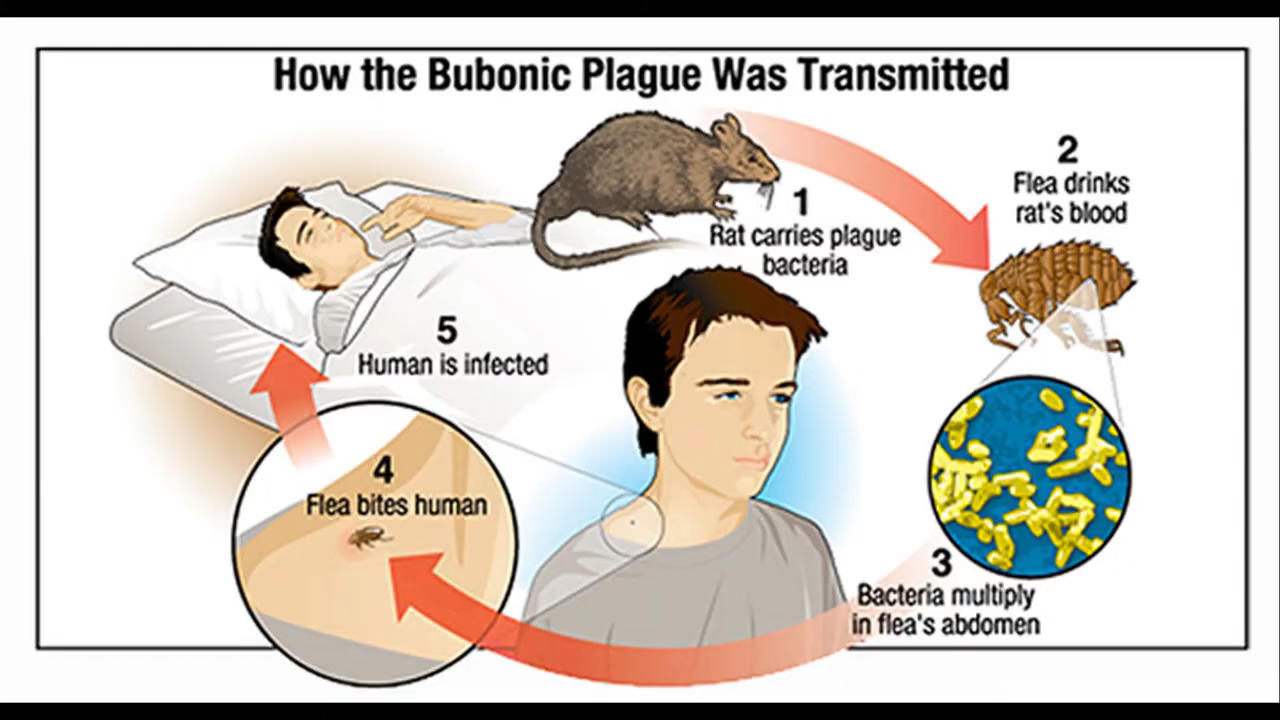 How the Bubonic Plague Was Transmitted
1
Rat carries plague
bacteria
2
Flea drinks
rat's blood
3
Bacteria multiply
in flea's abdomen
4
Flea bites human
5
Human is infected